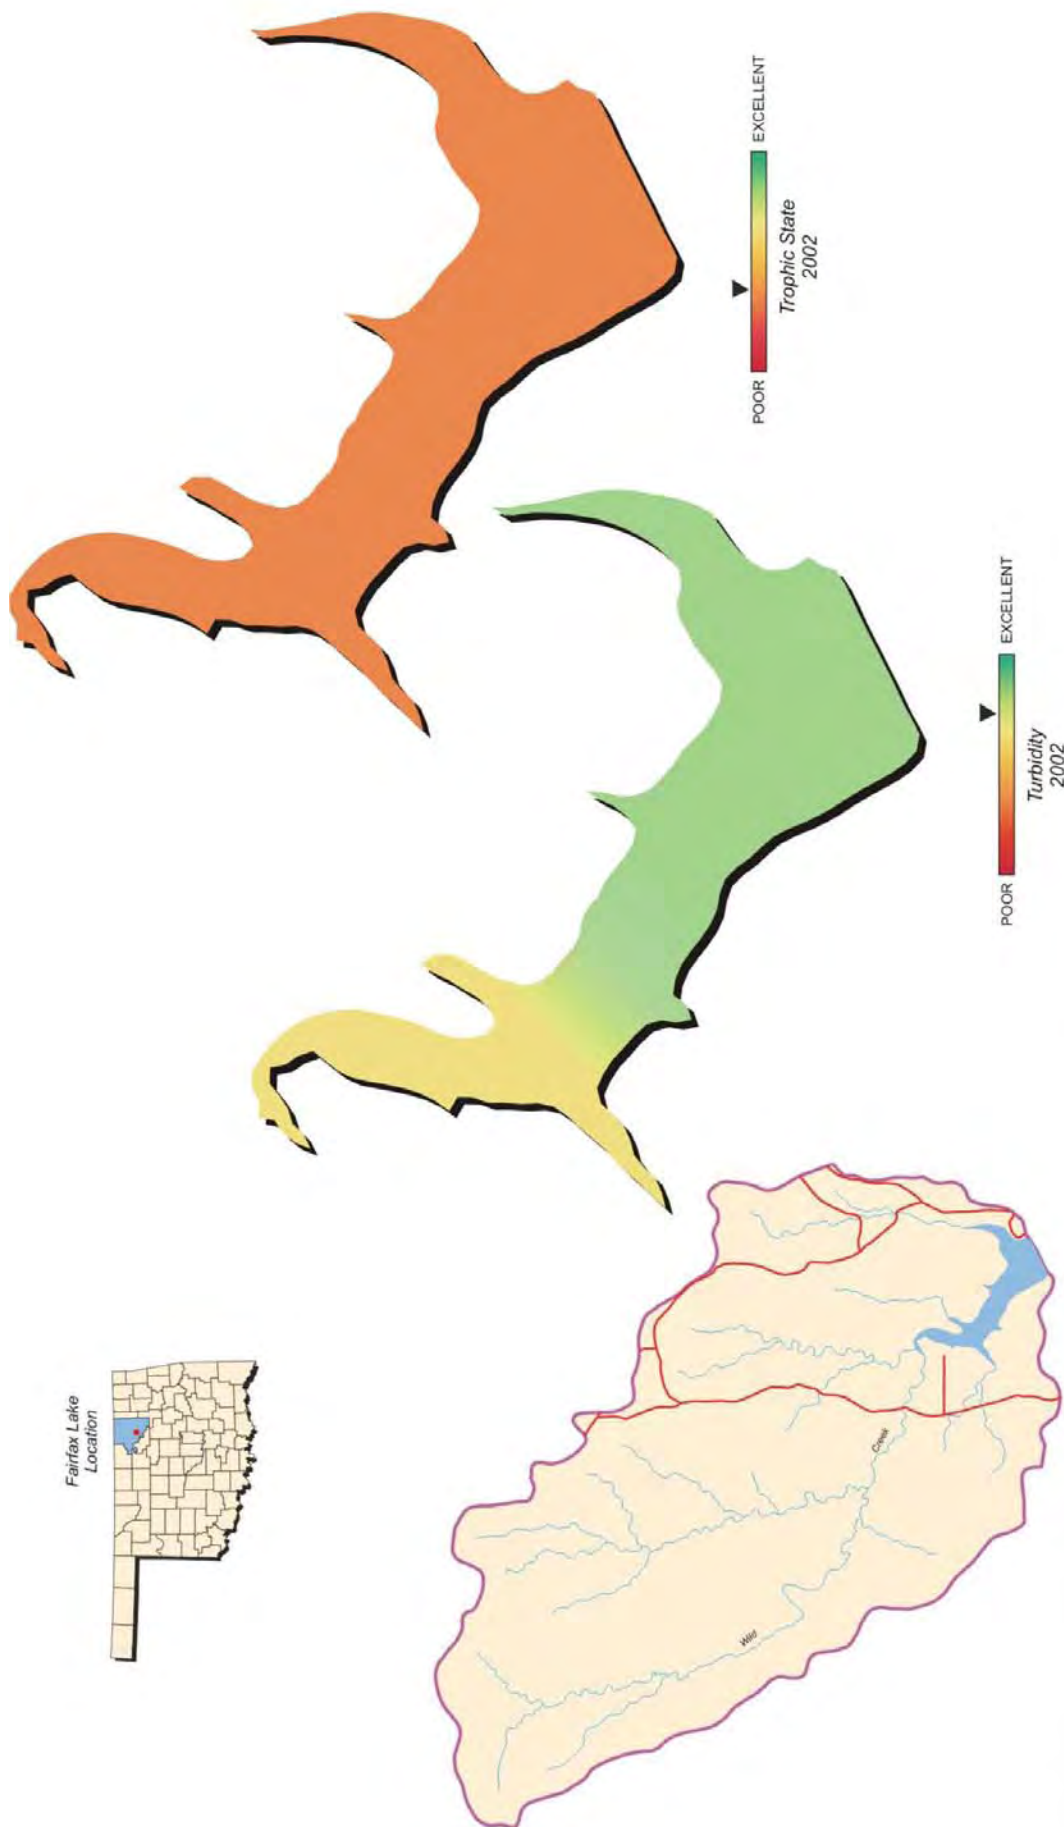 Fairfax Lake
Location
Wild
Creek
POOR
EXCELLENT
Turbidity
2002
POOR
EXCELLENT
Trophic State
2002